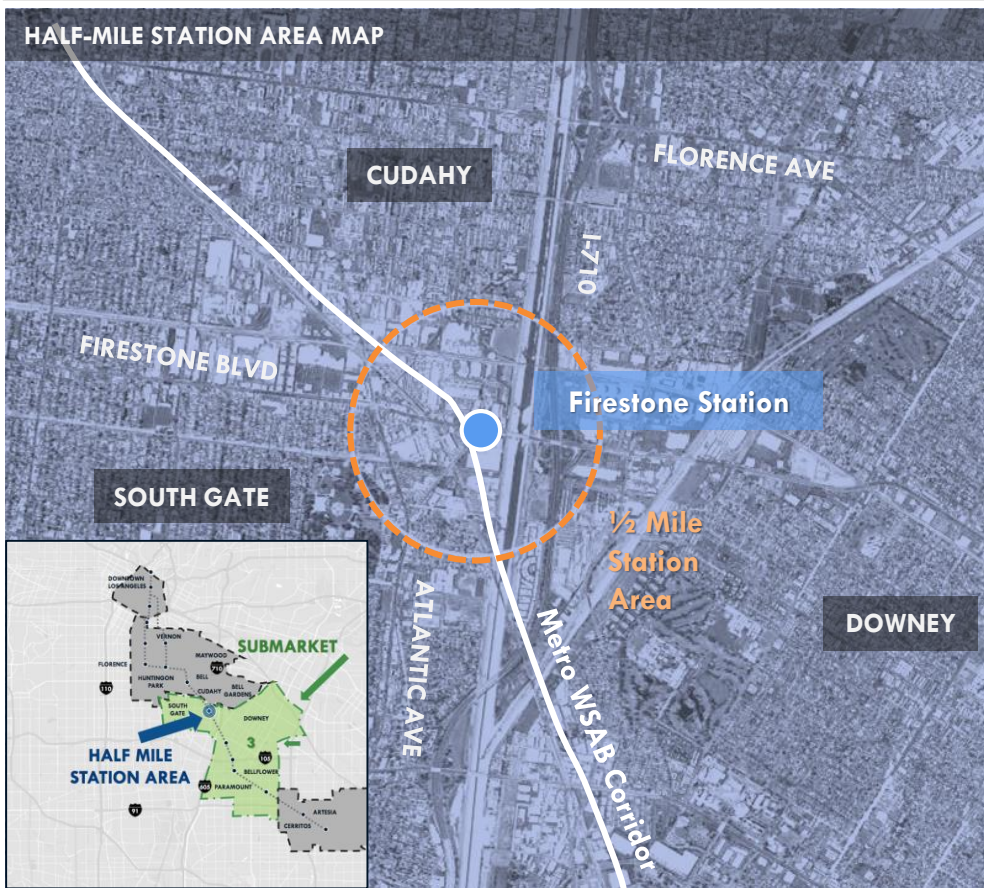 HALF-MILE STATION AREA MAP
CUDAHY
FLORENCE AVE
I-710
FIRESTONE BLVD
Firestone Station
SOUTH GATE
½ Mile
Station
Area
ATLANTIC AVE
DOWNEY
Metro WSAB Corridor
DOWNTOWN
LOS ANGELES
VERNON
MAYWOOD
SUBMARKET
FLORENCE
710
BELL
HUNTINGON
PARK
CUDAHY
BELL
GARDENS
110
SOUTH
GATE
DOWNEY
HALF MILE
STATION AREA
3
105
BELLFLOWER
605
PARAMOUNT
91
ARTESIA
CERRITOS